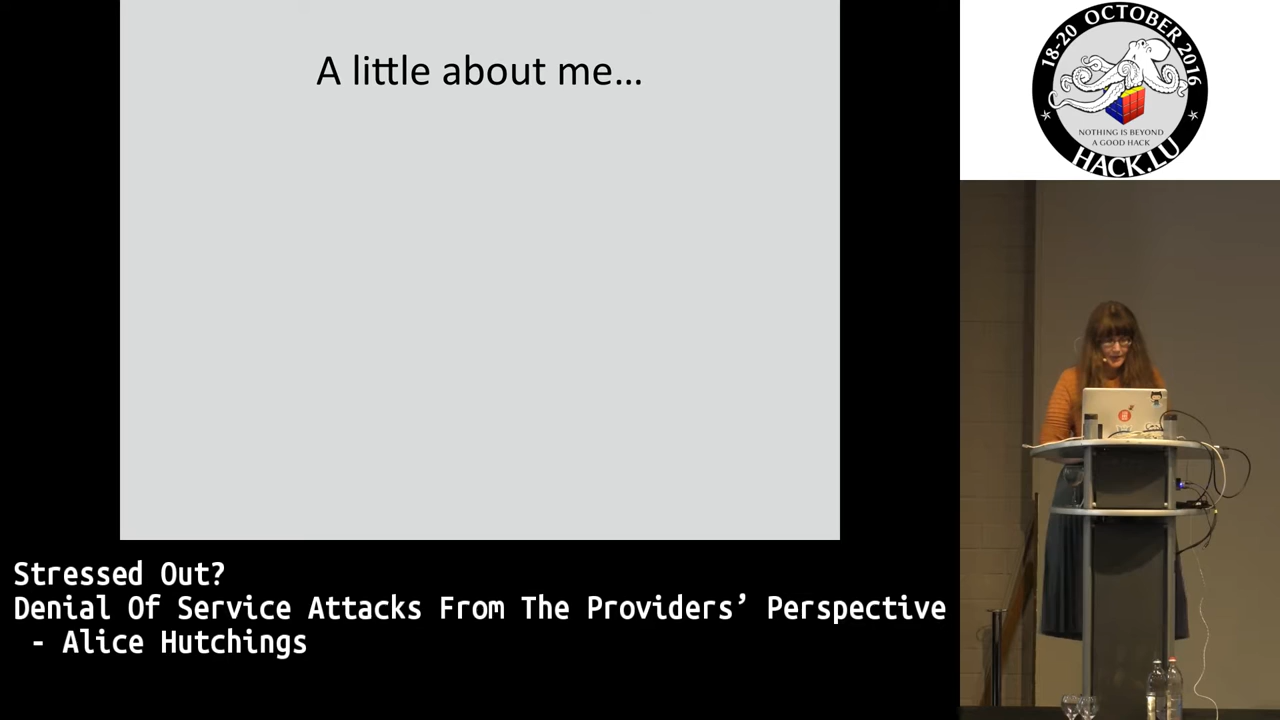 A little about me...
18-20 OCTOBER 2016
NOTHING IS BEYOND
A GOOD HACK
HACK.LU
Stressed Out?
Denial Of Service Attacks From The Providers’ Perspective
- Alice Hutchings